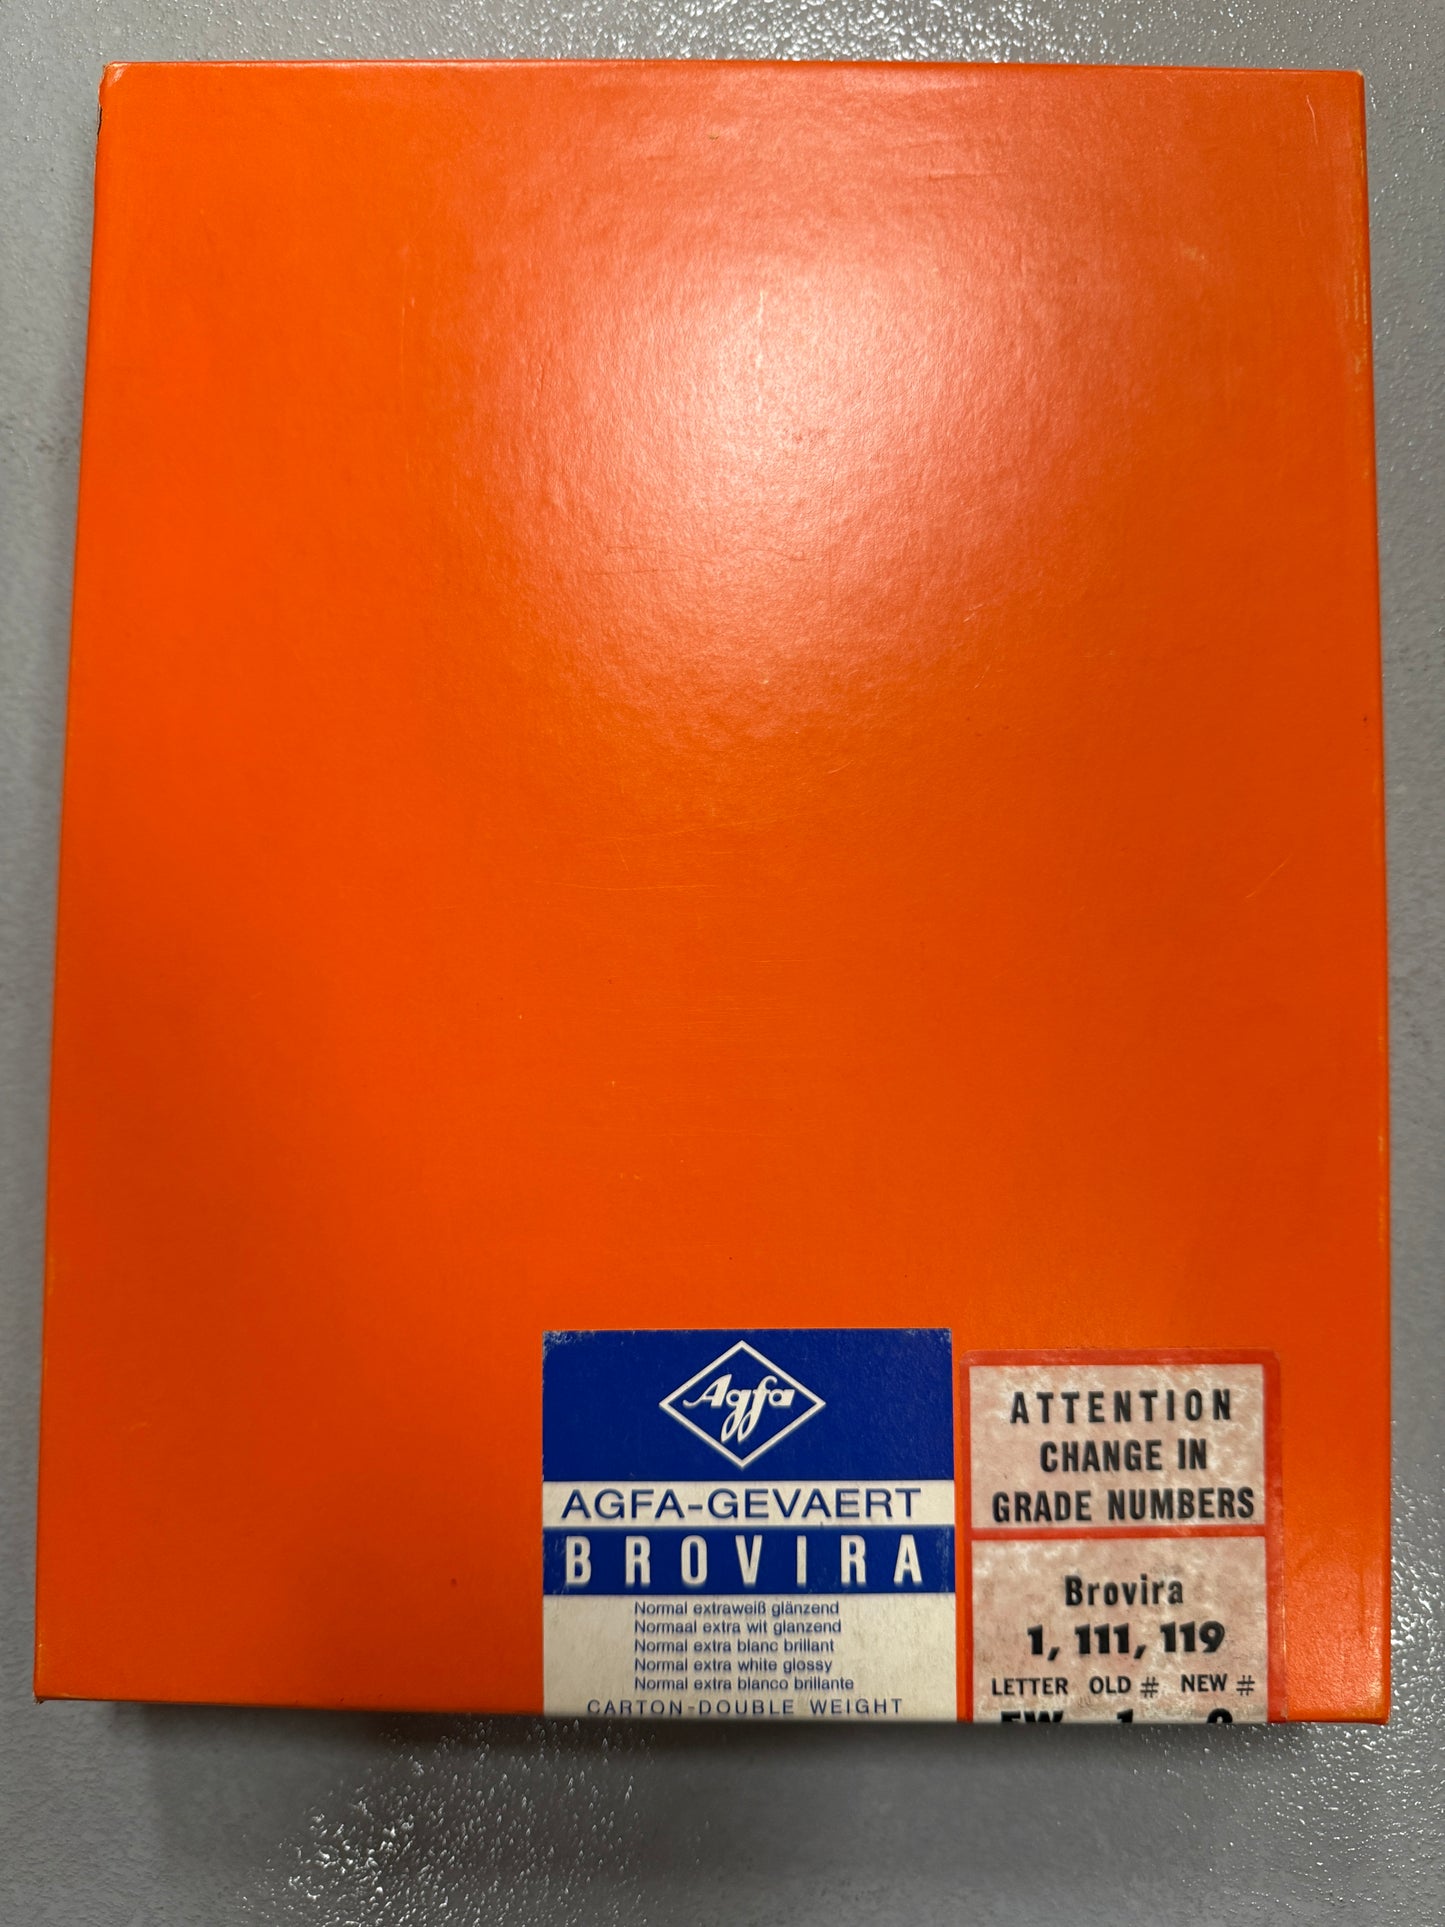 Agfa
AGFA-GEVAERT
BROVIRA
Normal extraweiß glänzend
Normaal extra wit glanzend
Normal extra blanc brillant
Normal extra white glossy
Normal extra blanco brillante
CARTON-DOUBLE WEIGHT
ATTENTION
CHANGE IN
GRADE NUMBERS
Brovira
1, 111, 119
LETTER OLD # NEW #